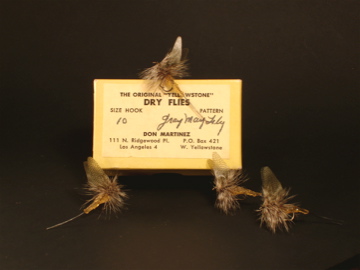 THE ORIGINAL "YELLOWSTONE"
DRY FLIES
SIZE HOOK PATTERN
10 Gray May Fly
DON MARTINEZ
111 N. Ridgewood Pl. P.O. Box 421
Los Angeles 4 W. Yellowstone